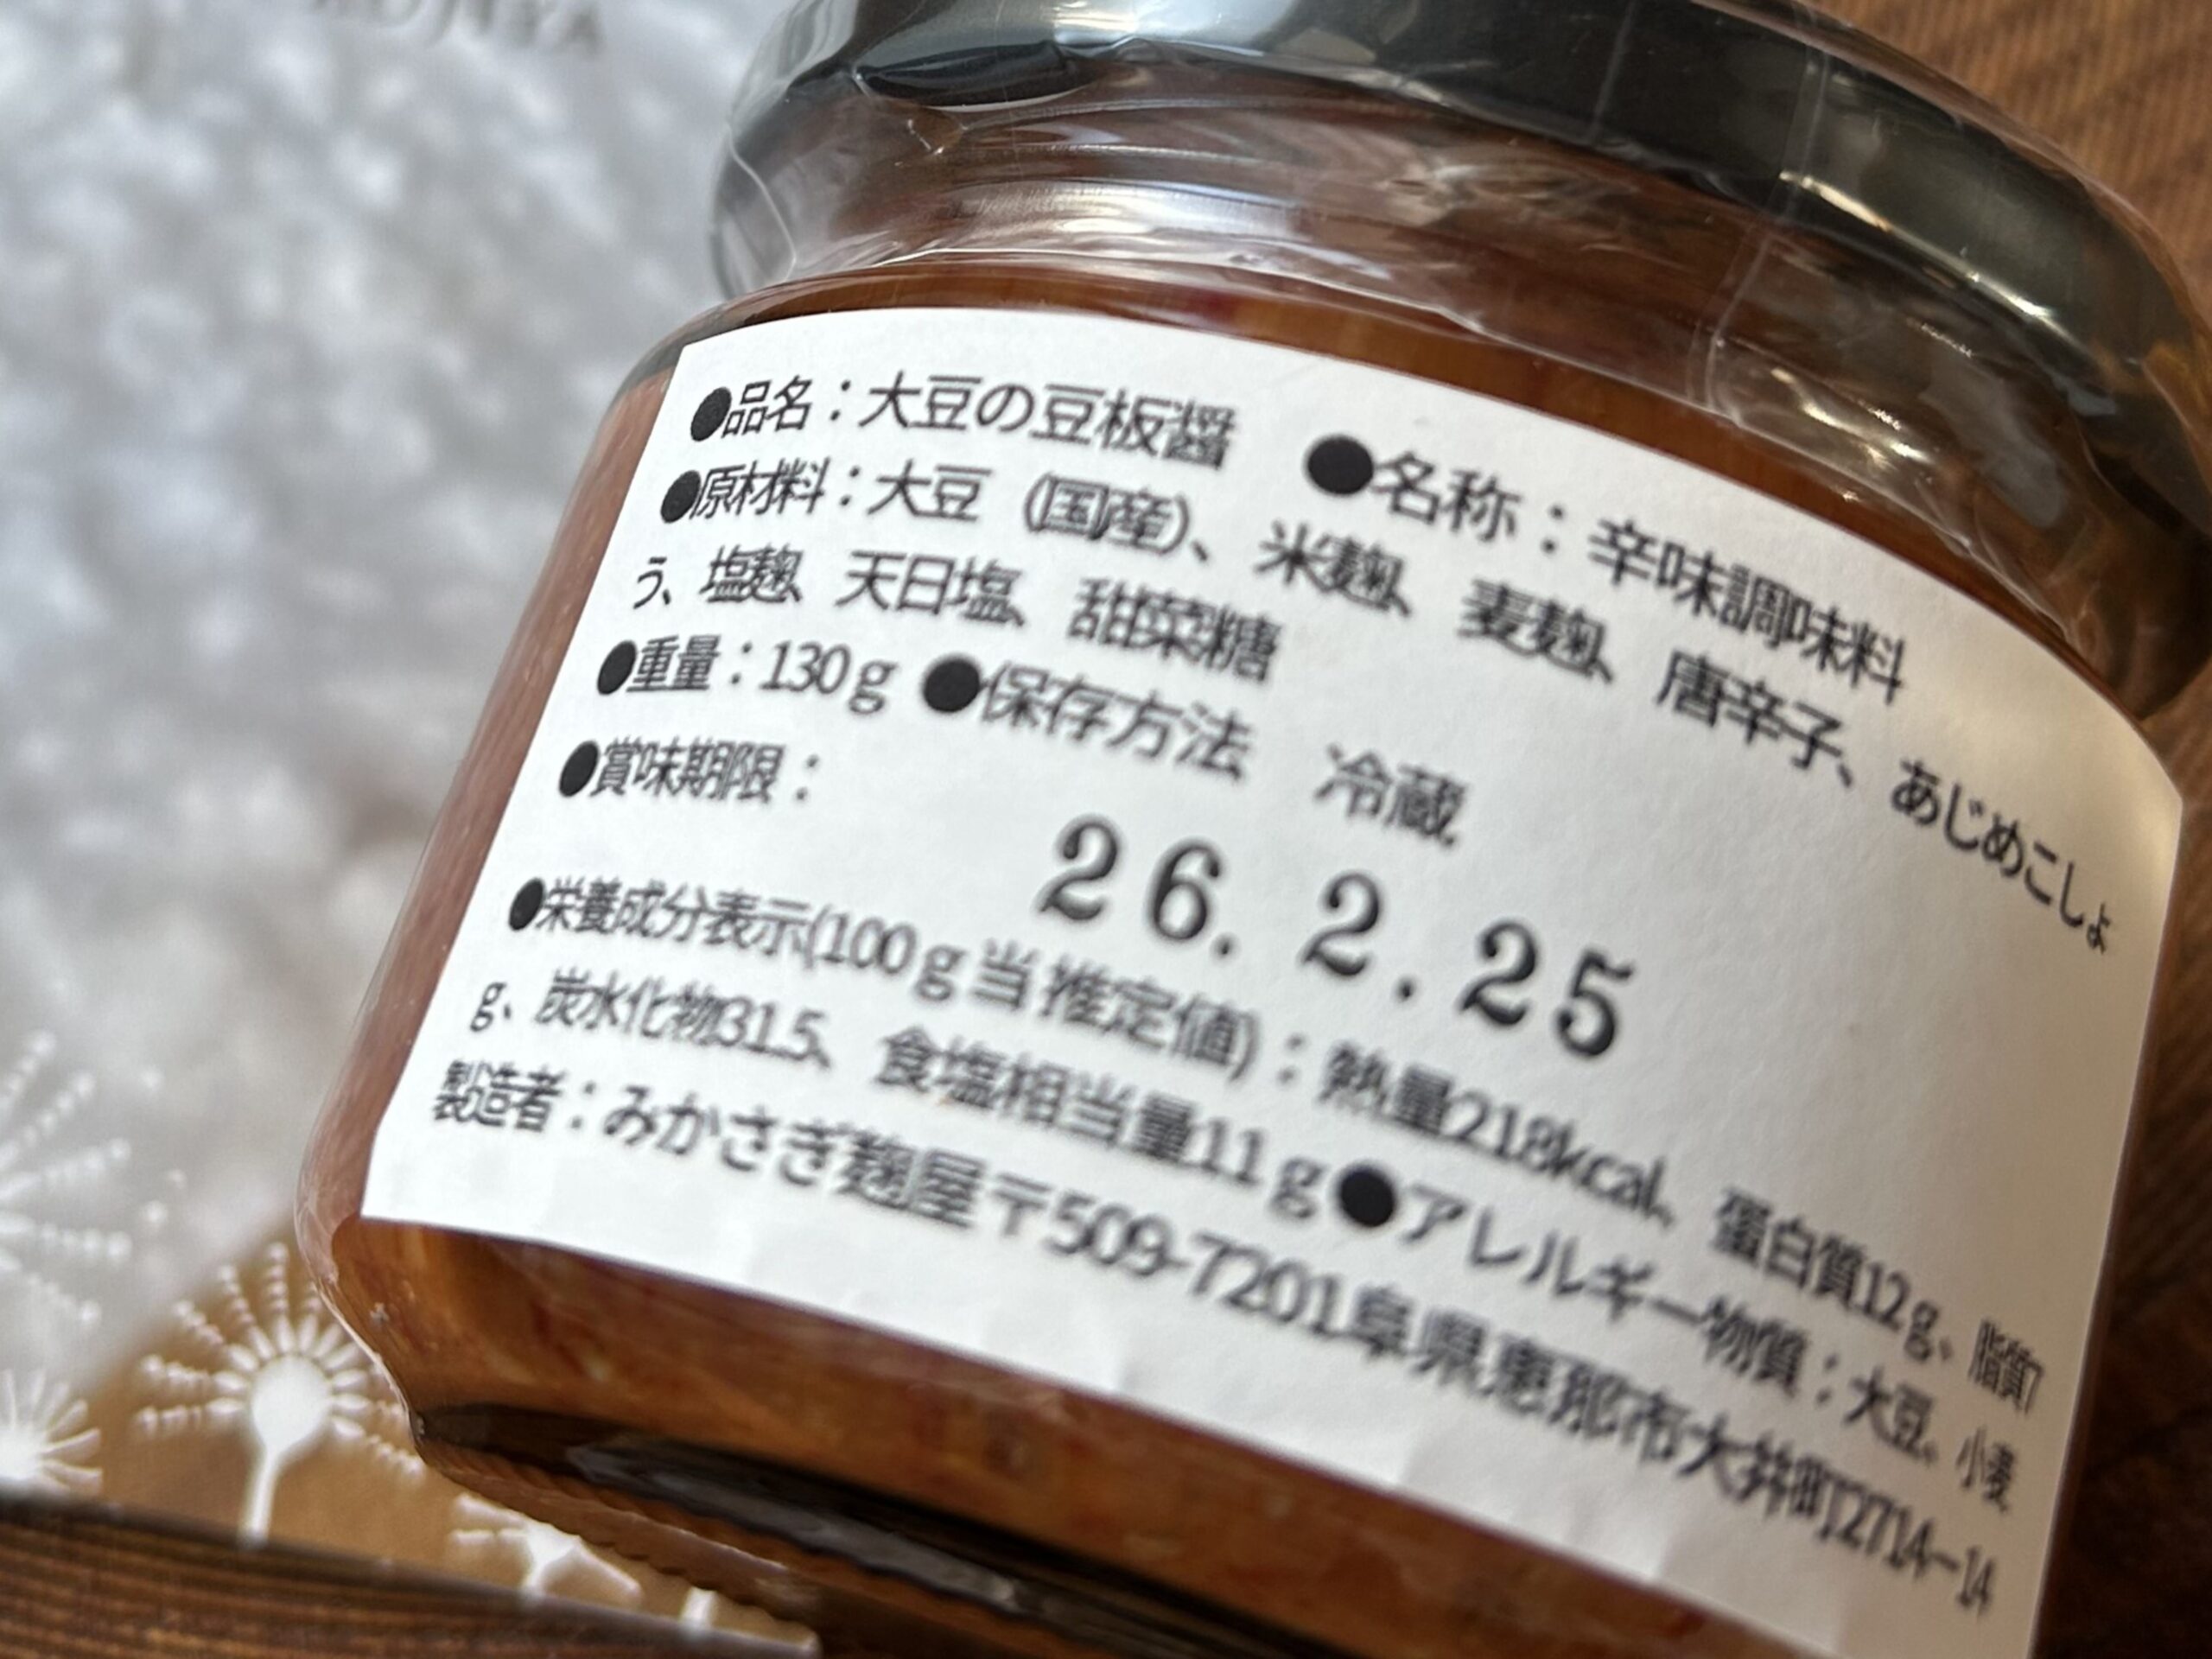 ●品名：大豆の豆板醤　●名称：辛味調味料
●原材料：大豆（国産）、米麹、麦麹、唐辛子、あじめこしょ
う、塩麹、天日塩、甜菜糖
●重量：130ｇ ●保存方法　冷蔵
●賞味期限：
26. 2. 25
●栄養成分表示(100ｇ当 推定値)：熱量218kcal、蛋白質12ｇ、脂質7
g、炭水化物31.5、食塩相当量11ｇ●アレルギー物質：大豆、小麦
製造者：みかさぎ麹屋 〒509-7201阜県恵那市大井町2714－14